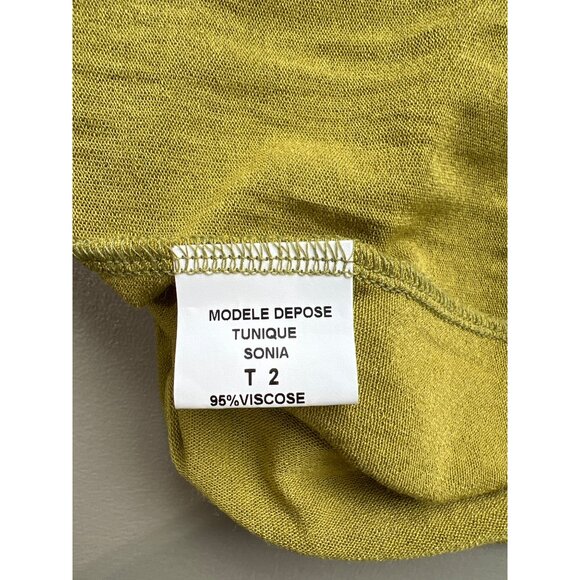 MODELE DEPOSE
TUNIQUE
SONIA
T 2
95%VISCOSE